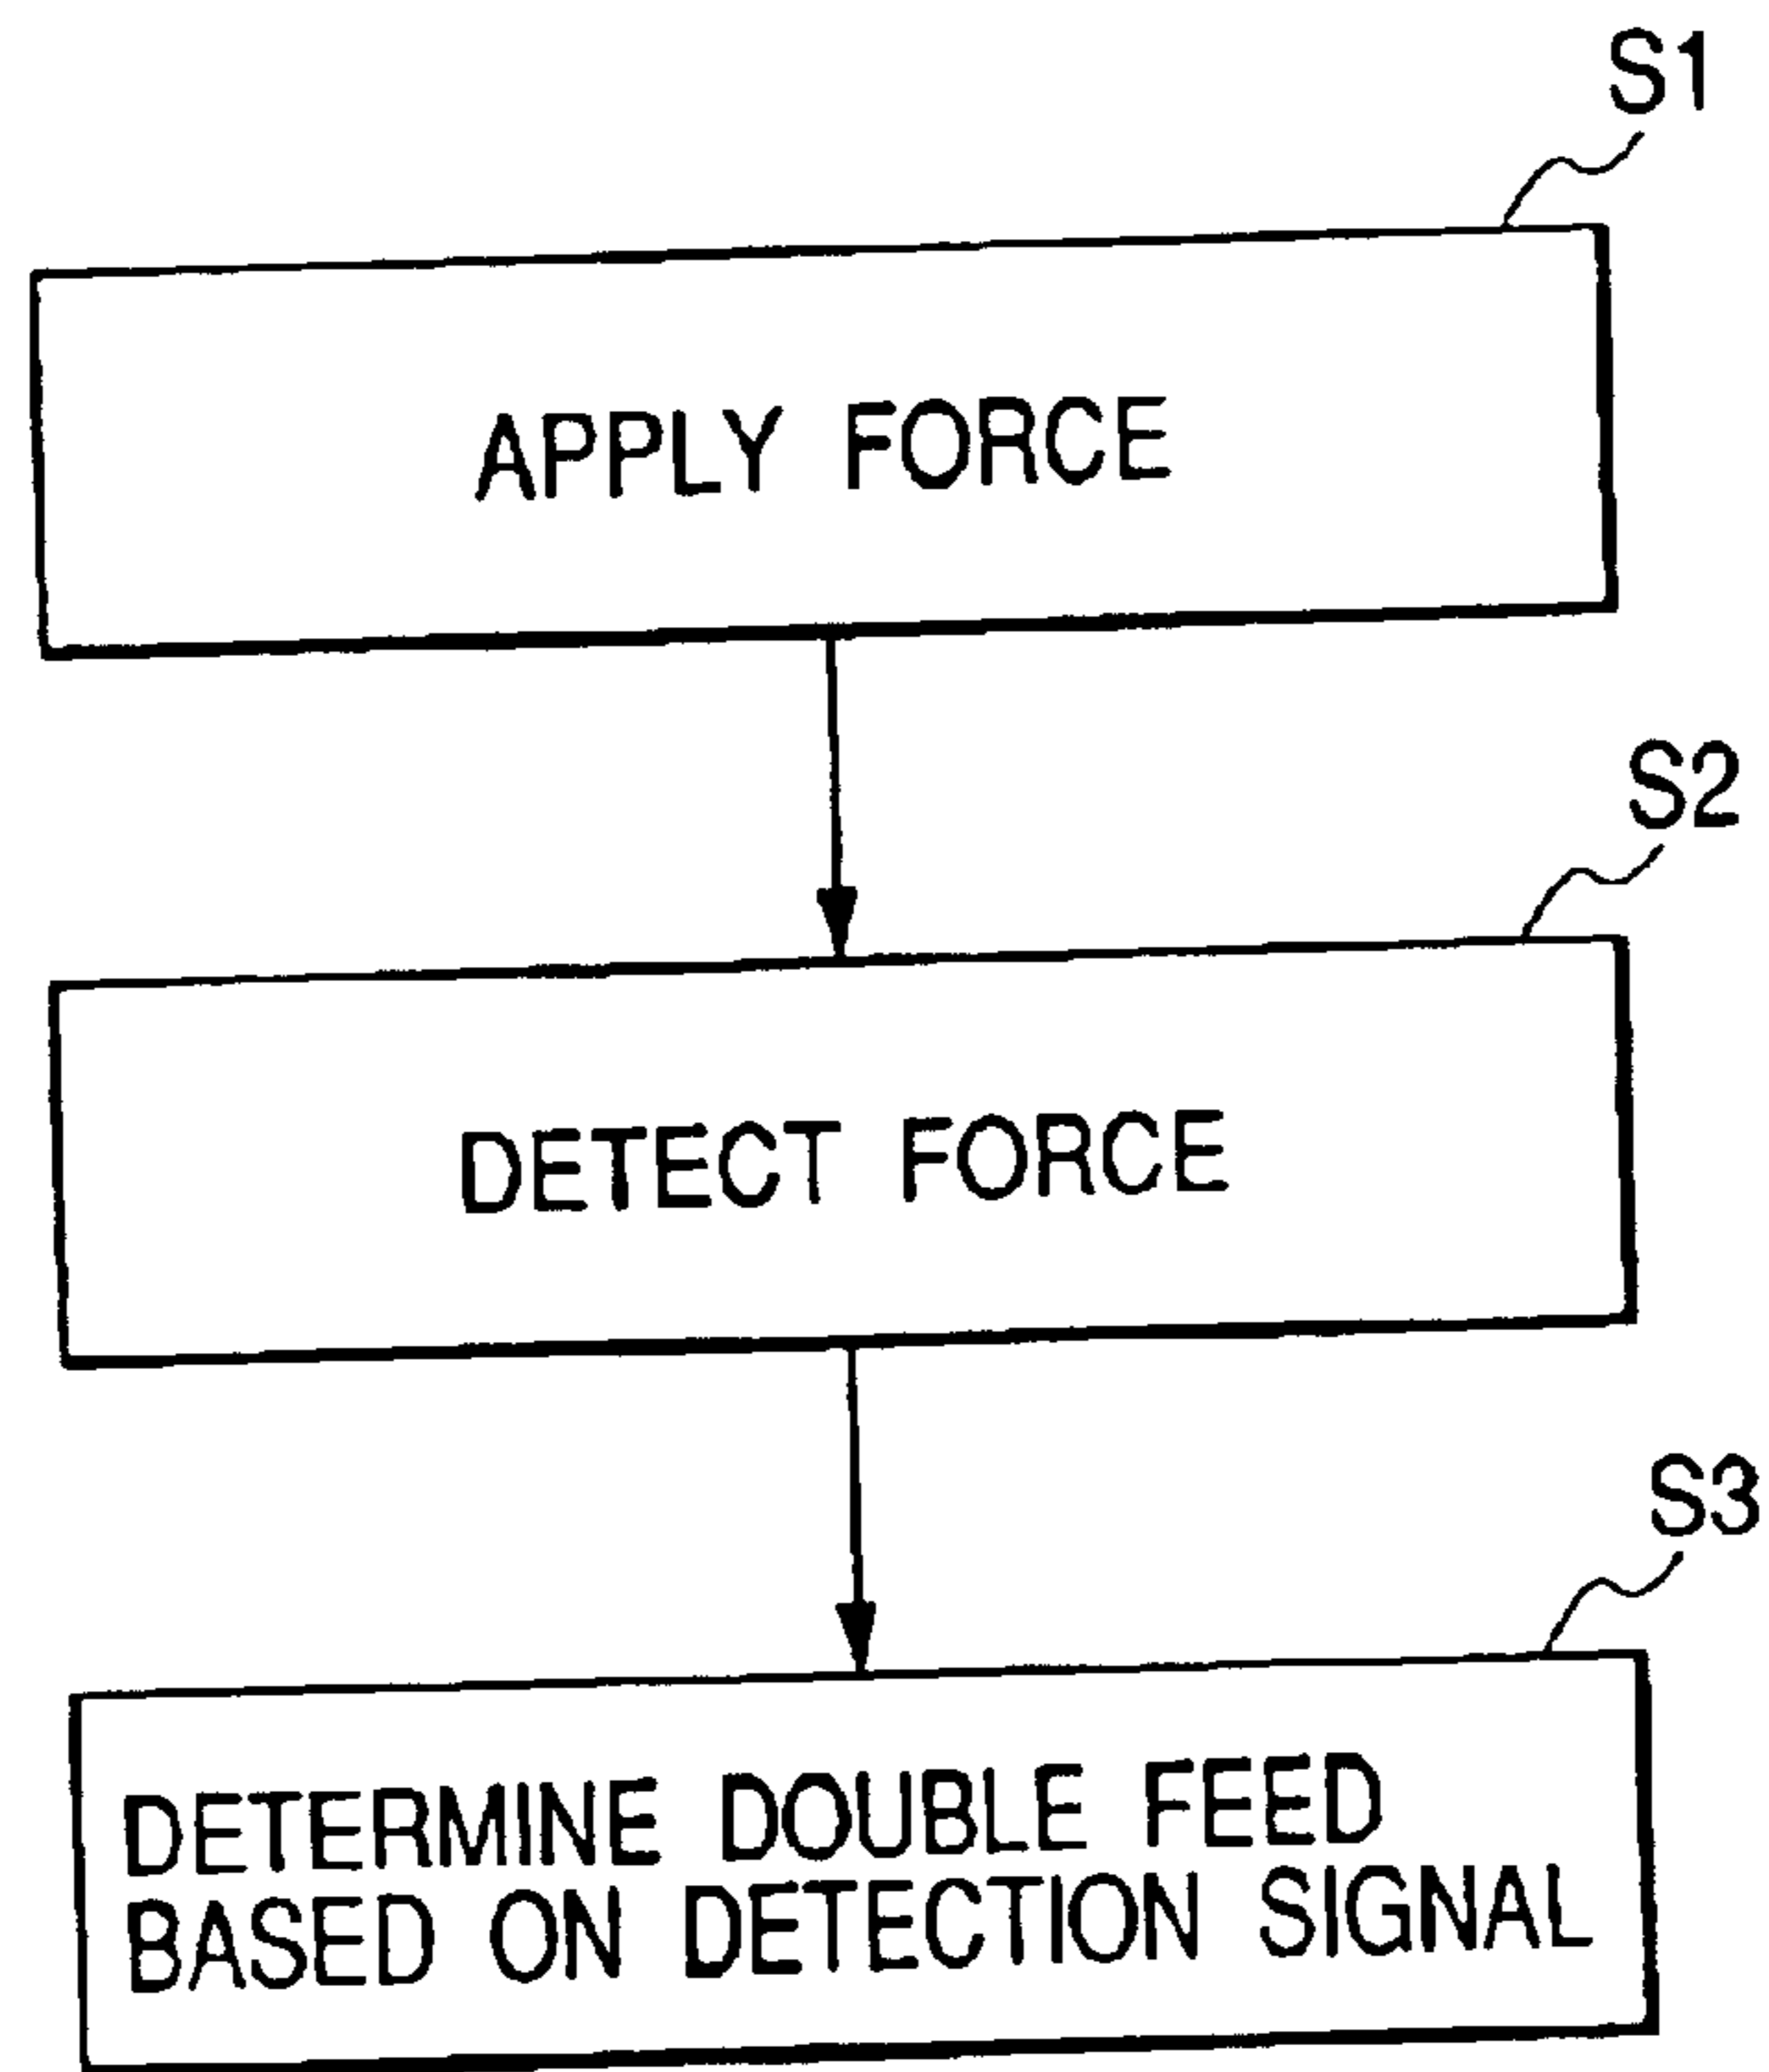 S1
APPLY FORCE
S2
DETECT FORCE
S3
DETERMINE DOUBLE FEED
BASED ON DETECTION SIGNAL